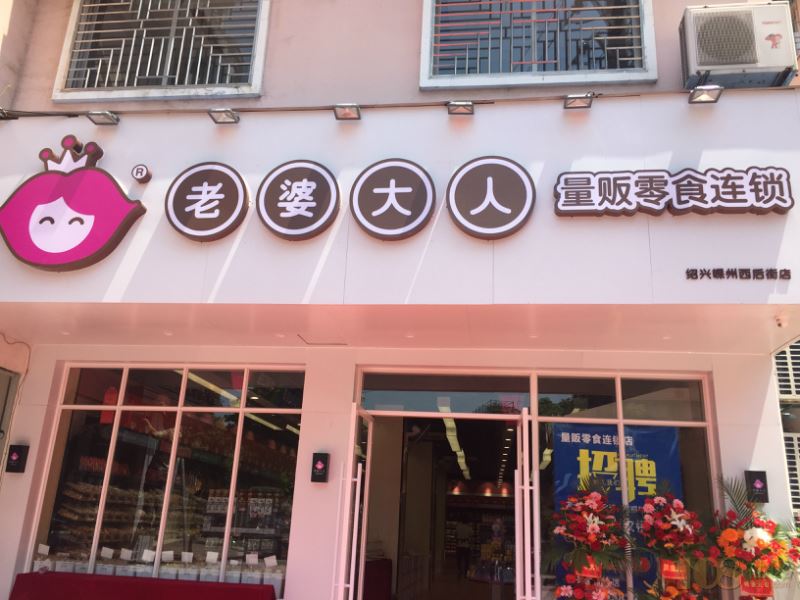 ®
老婆大人
量贩零食连锁
绍兴嵊州西后街店
量贩零食连锁店
招聘